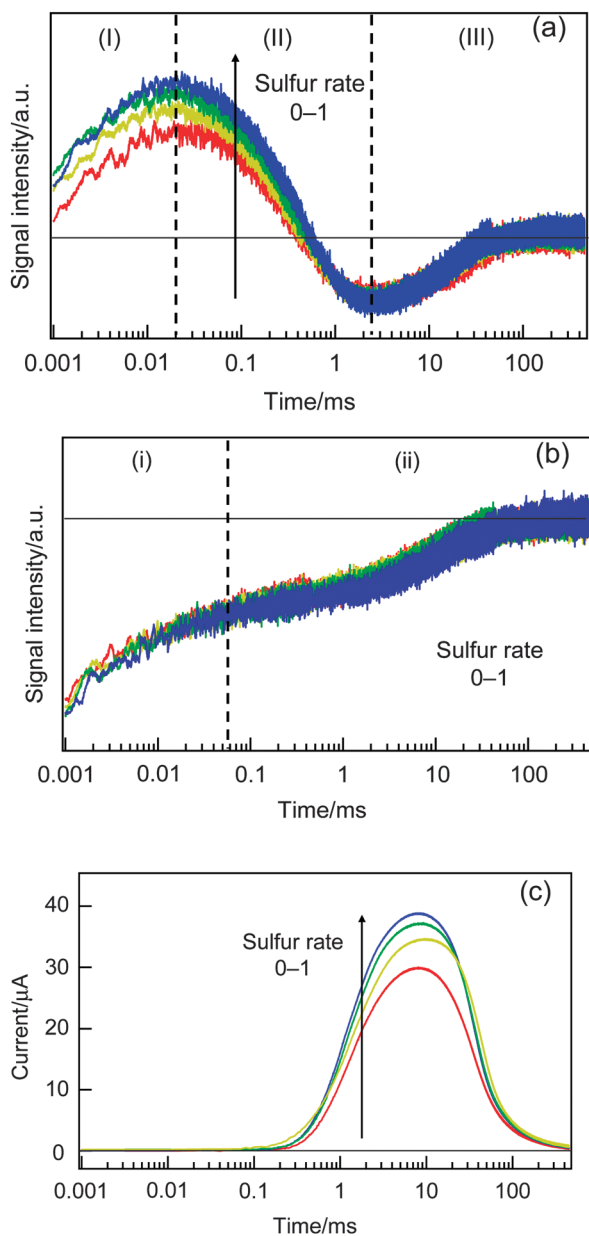 (I) (II) (III) (a)
Sulfur rate
0–1
Signal intensity/a.u.
0.001 0.01 0.1 1 10 100
Time/ms
(i) (ii) (b)
Signal intensity/a.u.
Sulfur rate
0–1
0.001 0.01 0.1 1 10 100
Time/ms
(c)
40
Sulfur rate
0–1
30
Current/μA
20
10
0
0.001 0.01 0.1 1 10 100
Time/ms